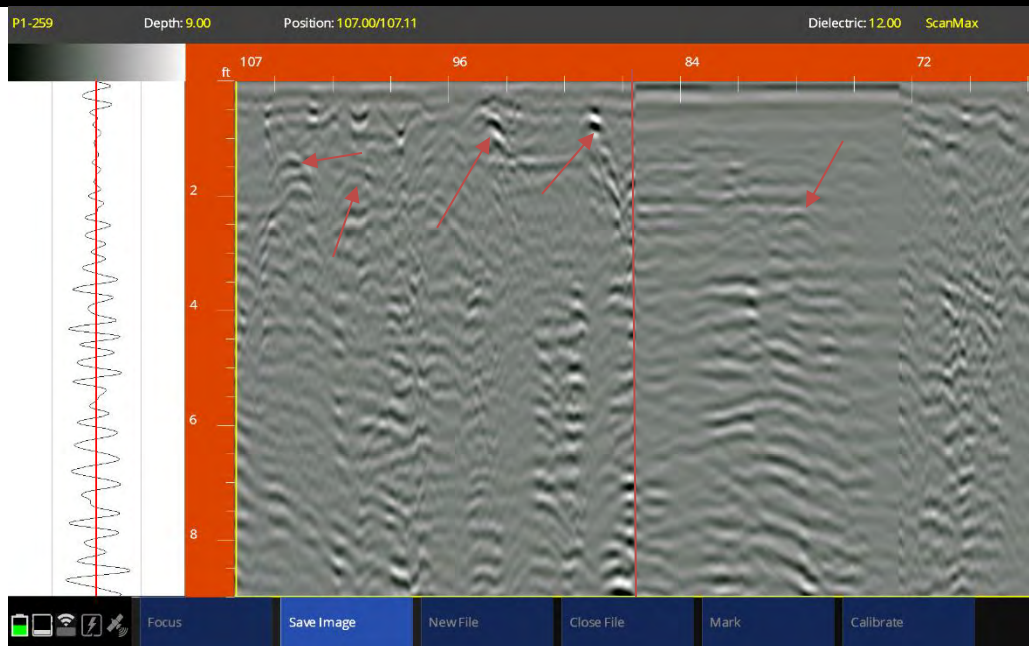 P1-259 Depth: 9.00 Position: 107.00/107.11 Dielectric: 12.00 ScanMax
ft 107 96 84 72
2
4
6
8
Focus Save Image New File Close File Mark Calibrate